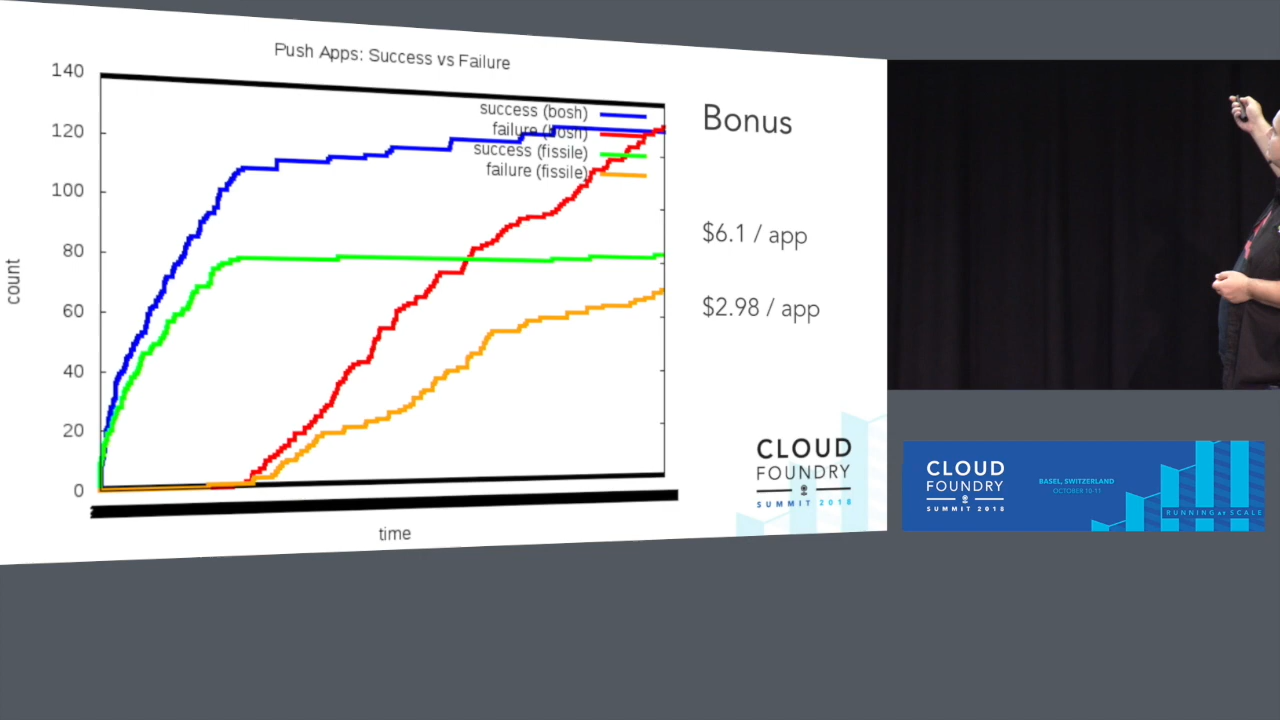 Push Apps: Success vs Failure
140
120
100
80
60
40
20
0
count
time
success (bosh)
failure (bosh)
success (fissile)
failure (fissile)
Bonus
$6.1 / app
$2.98 / app
CLOUD
FOUNDRY
SUMMIT 2018
CLOUD
FOUNDRY
SUMMIT 2018
BASEL, SWITZERLAND
OCTOBER 10-11
RUNNING AT SCALE